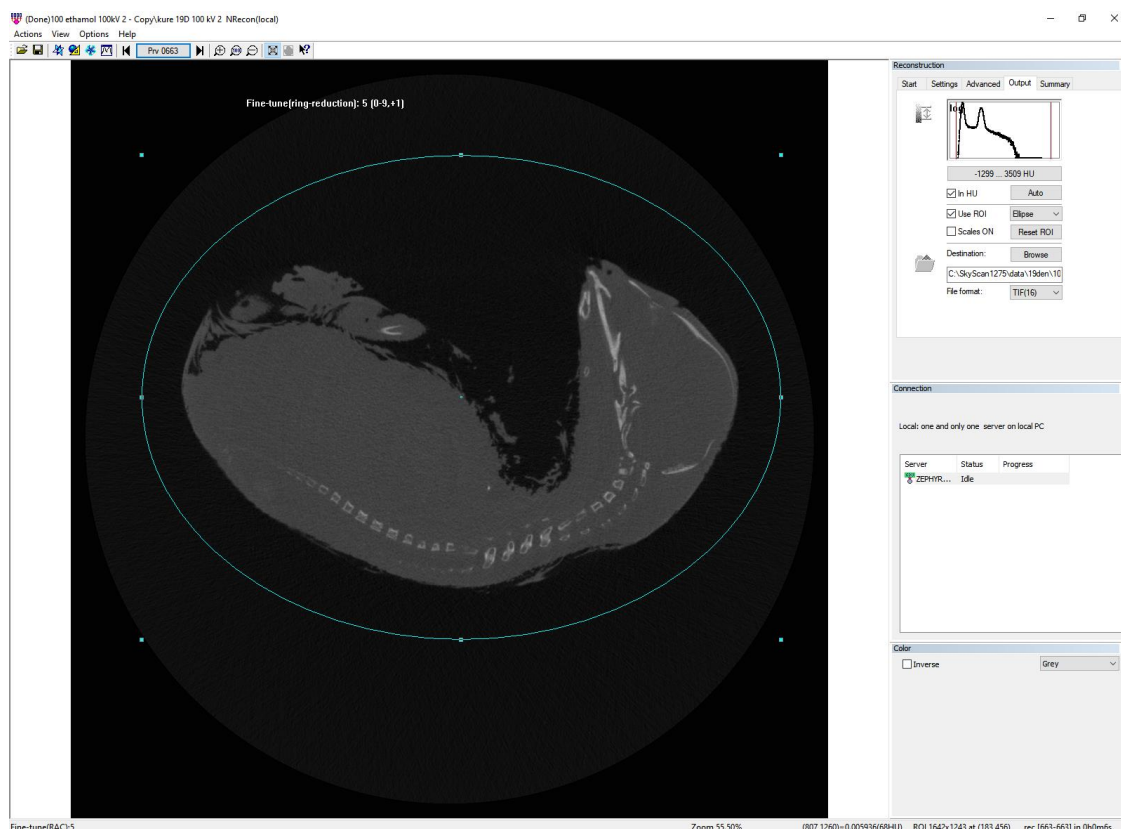 (Done)100 ethamol 100kV 2 - Copy\kure 19D 100 kV 2 NRecon(local)
Actions View Options Help
Prv 0663
Fine-tune(ring-reduction): 5 (0-9,+1)
Reconstruction
Start Settings Advanced Output Summary
log
-1299 ... 3509 HU
In HU Auto
Use ROI Ellipse
Scales ON Reset ROI
Destination: Browse
C:\SkyScan1275\data\19den\10
File format: TIF(16)
Connection
Local: one and only one server on local PC
Server Status Progress
ZEPHYR... Idle
Color
Inverse Grey
Fine-tune(RAC):5 Zoom 55.50% (807,1260)=0.005936(68HU) ROI 1642x1243 at (183,456) rec [663-663] in 0h0m6s